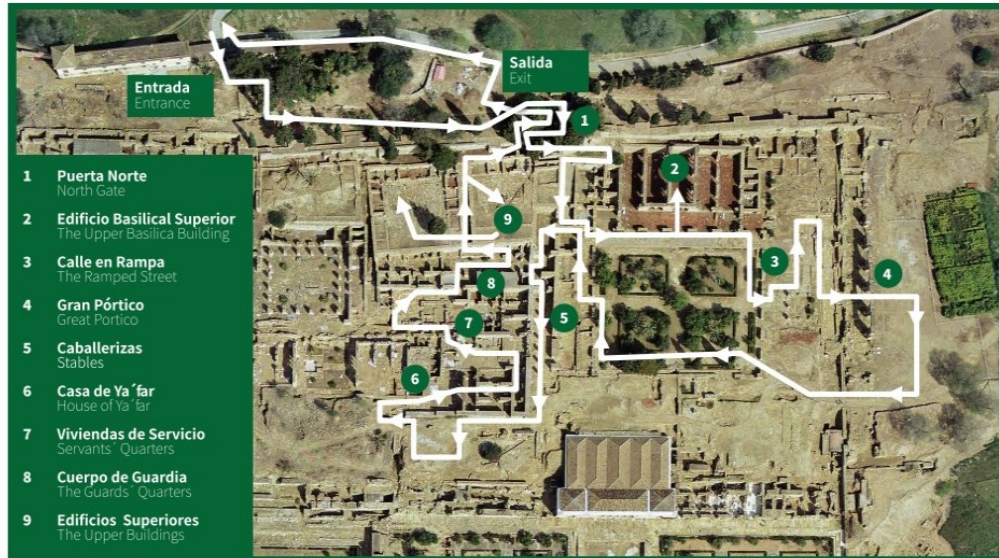 Entrada
Entrance
Salida
Exit
1
2
3
4
5
6
7
8
9
1 Puerta Norte
North Gate
2 Edificio Basilical Superior
The Upper Basilica Building
3 Calle en Rampa
The Ramped Street
4 Gran Pórtico
Great Portico
5 Caballerizas
Stables
6 Casa de Ya´far
House of Ya´far
7 Viviendas de Servicio
Servants´ Quarters
8 Cuerpo de Guardia
The Guards´ Quarters
9 Edificios Superiores
The Upper Buildings